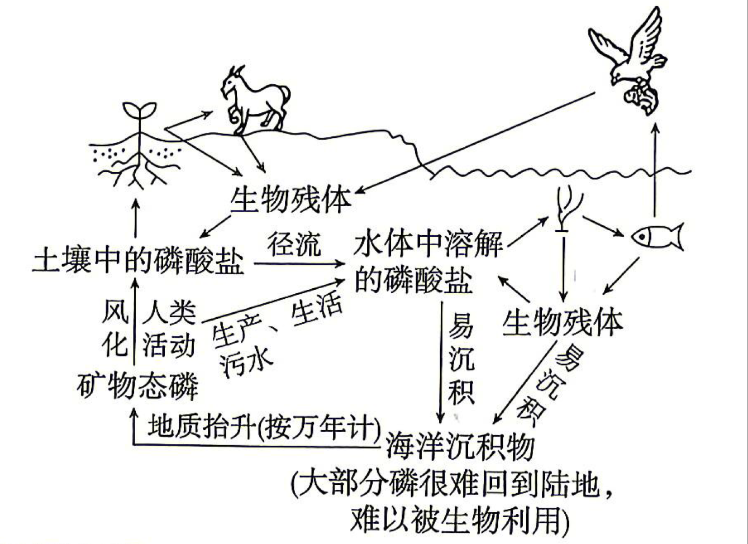 生物残体
土壤中的磷酸盐
径流
水体中溶解
的磷酸盐
风化
人类活动
生产、生活
污水
易沉积
生物残体
易沉积
矿物态磷
地质抬升(按万年计)
海洋沉积物
(大部分磷很难回到陆地，
难以被生物利用)